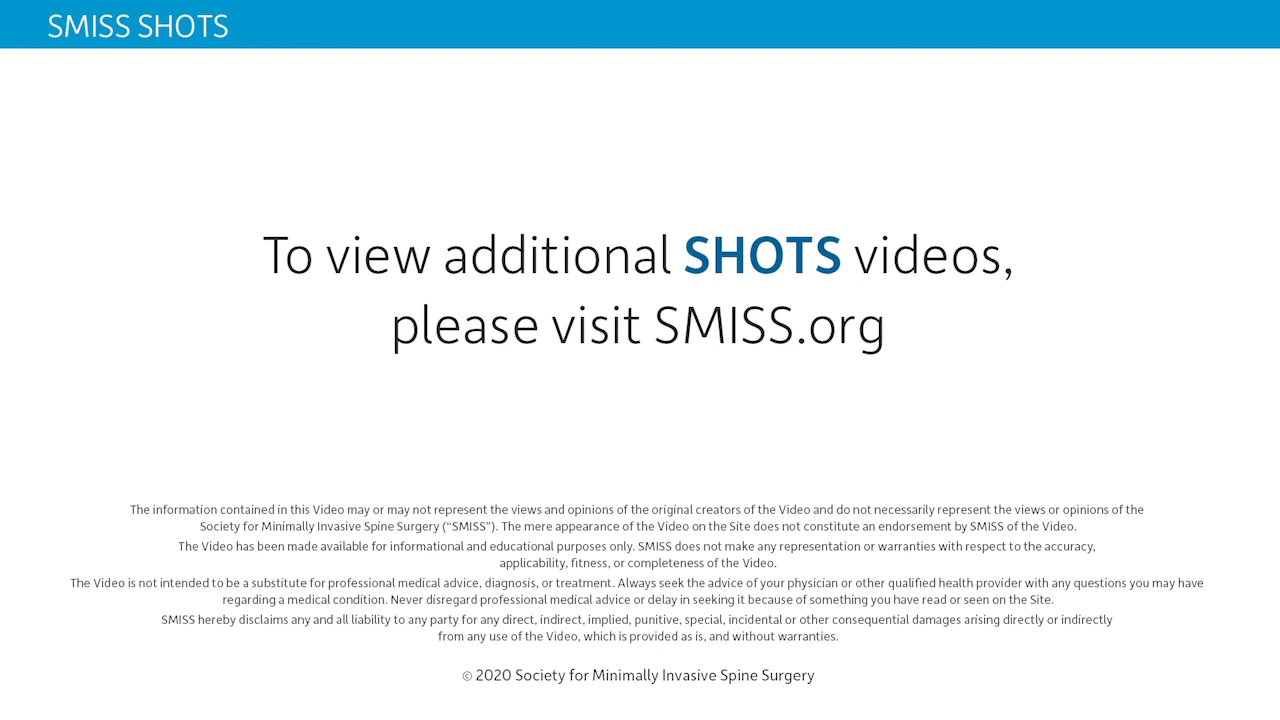 SMISS SHOTS
To view additional SHOTS videos,
please visit SMISS.org
The information contained in this Video may or may not represent the views and opinions of the original creators of the Video and do not necessarily represent the views or opinions of the
Society for Minimally Invasive Spine Surgery (“SMISS”). The mere appearance of the Video on the Site does not constitute an endorsement by SMISS of the Video.
The Video has been made available for informational and educational purposes only. SMISS does not make any representation or warranties with respect to the accuracy,
applicability, fitness, or completeness of the Video.
The Video is not intended to be a substitute for professional medical advice, diagnosis, or treatment. Always seek the advice of your physician or other qualified health provider with any questions you may have
regarding a medical condition. Never disregard professional medical advice or delay in seeking it because of something you have read or seen on the Site.
SMISS hereby disclaims any and all liability to any party for any direct, indirect, implied, punitive, special, incidental or other consequential damages arising directly or indirectly
from any use of the Video, which is provided as is, and without warranties.
© 2020 Society for Minimally Invasive Spine Surgery